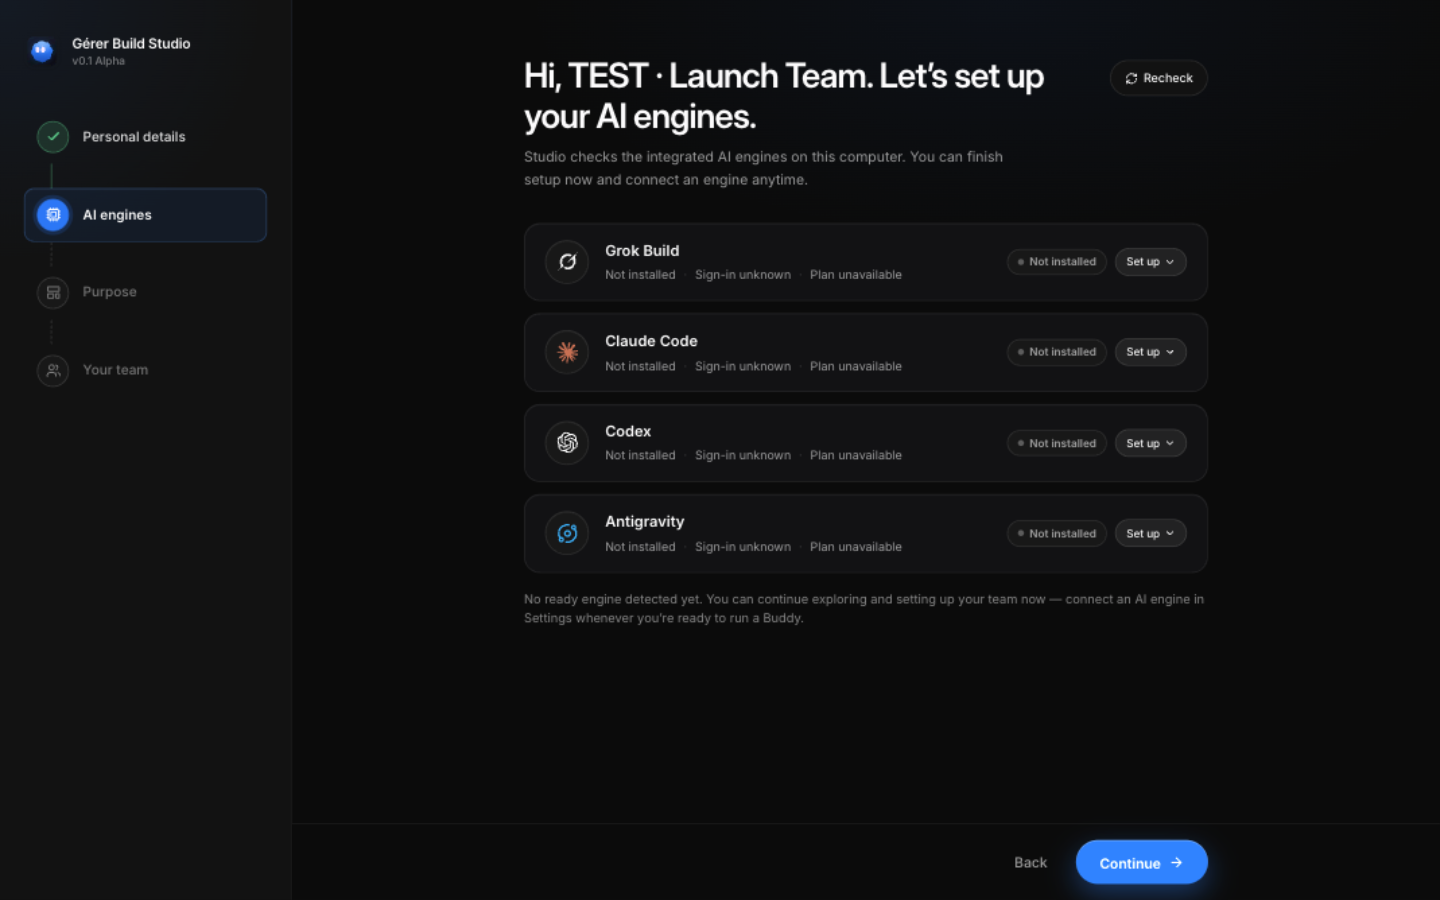 Gérer Build Studio
v0.1 Alpha
Personal details
AI engines
Purpose
Your team
Hi, TEST · Launch Team. Let’s set up
your AI engines.
Recheck
Studio checks the integrated AI engines on this computer. You can finish
setup now and connect an engine anytime.
Grok Build
Not installed · Sign-in unknown · Plan unavailable
Not installed
Set up
Claude Code
Not installed · Sign-in unknown · Plan unavailable
Not installed
Set up
Codex
Not installed · Sign-in unknown · Plan unavailable
Not installed
Set up
Antigravity
Not installed · Sign-in unknown · Plan unavailable
Not installed
Set up
No ready engine detected yet. You can continue exploring and setting up your team now — connect an AI engine in
Settings whenever you're ready to run a Buddy.
Back
Continue →